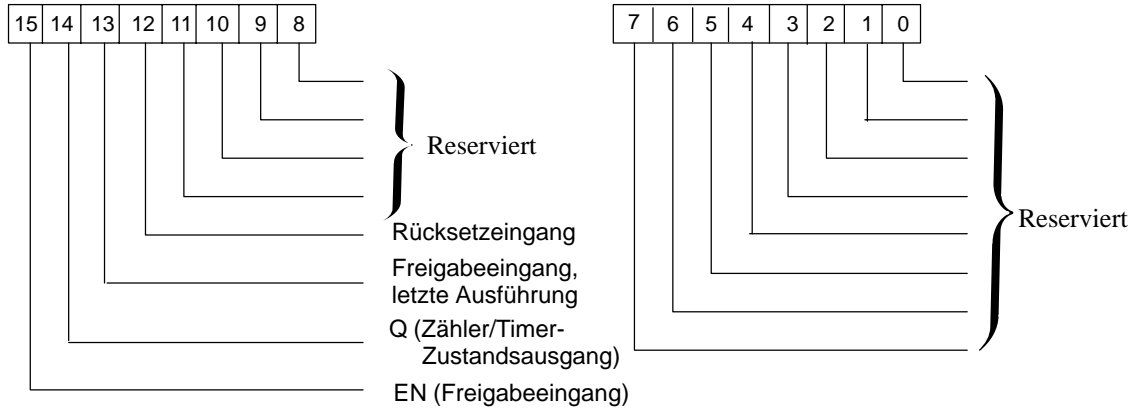 15 14 13 12 11 10 9 8
7 6 5 4 3 2 1 0
Reserviert
Rücksetzeingang
Freigabeeingang,
letzte Ausführung
Q (Zähler/Timer-
Zustandsausgang)
EN (Freigabeeingang)
Reserviert